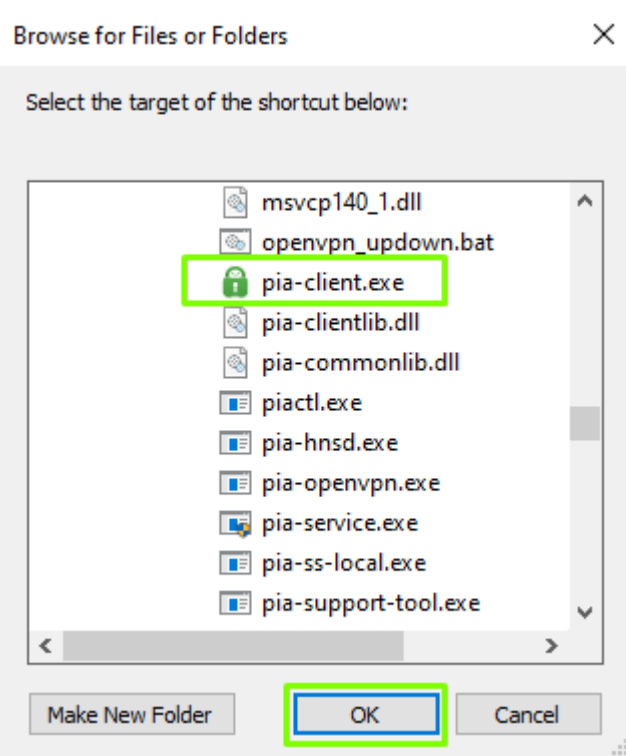 Browse for Files or Folders
Select the target of the shortcut below:
msvcp140_1.dll
openvpn_updown.bat
pia-client.exe
pia-clientlib.dll
pia-commonlib.dll
piactl.exe
pia-hnsd.exe
pia-openvpn.exe
pia-service.exe
pia-ss-local.exe
pia-support-tool.exe
Make New Folder OK Cancel